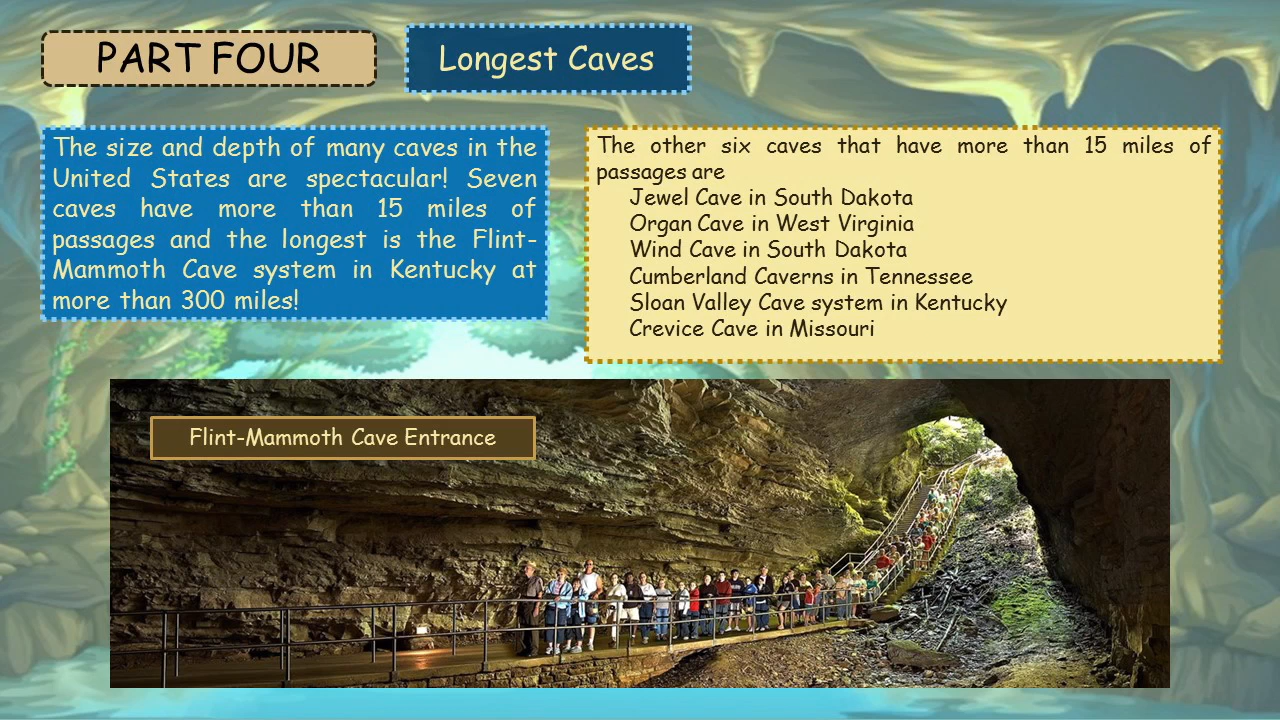 PART FOUR
Longest Caves
The size and depth of many caves in the
United States are spectacular! Seven
caves have more than 15 miles of
passages and the longest is the Flint-
Mammoth Cave system in Kentucky at
more than 300 miles!
The other six caves that have more than 15 miles of
passages are
Jewel Cave in South Dakota
Organ Cave in West Virginia
Wind Cave in South Dakota
Cumberland Caverns in Tennessee
Sloan Valley Cave system in Kentucky
Crevice Cave in Missouri
Flint-Mammoth Cave Entrance